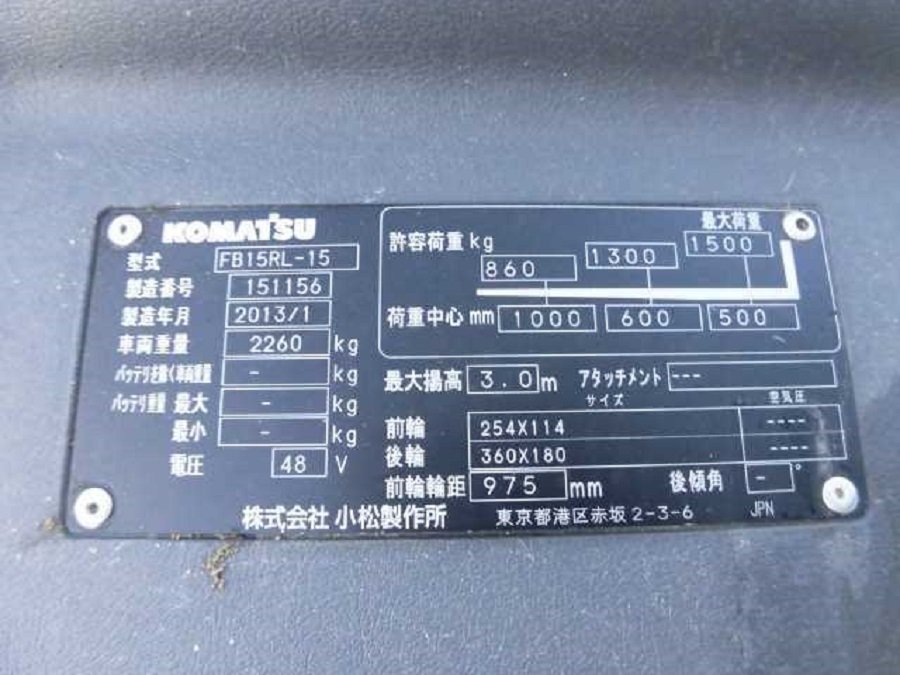 KOMATSU
型式 FB15RL-15
製造番号 151156
製造年月 2013/1
車両重量 2260 kg
バッテリを除く車両重量 - kg
バッテリ重量 最大 - kg
最小 - kg
電圧 48 V
最大荷重
許容荷重 kg 860 1300 1500
荷重中心 mm 1000 600 500
最大揚高 3.0 m アタッチメント ---
サイズ 空気圧
前輪 254X114 ----
後輪 360X180 ----
前輪輪距 975 mm 後傾角 - °
株式会社 小松製作所 東京都港区赤坂2-3-6 JPN